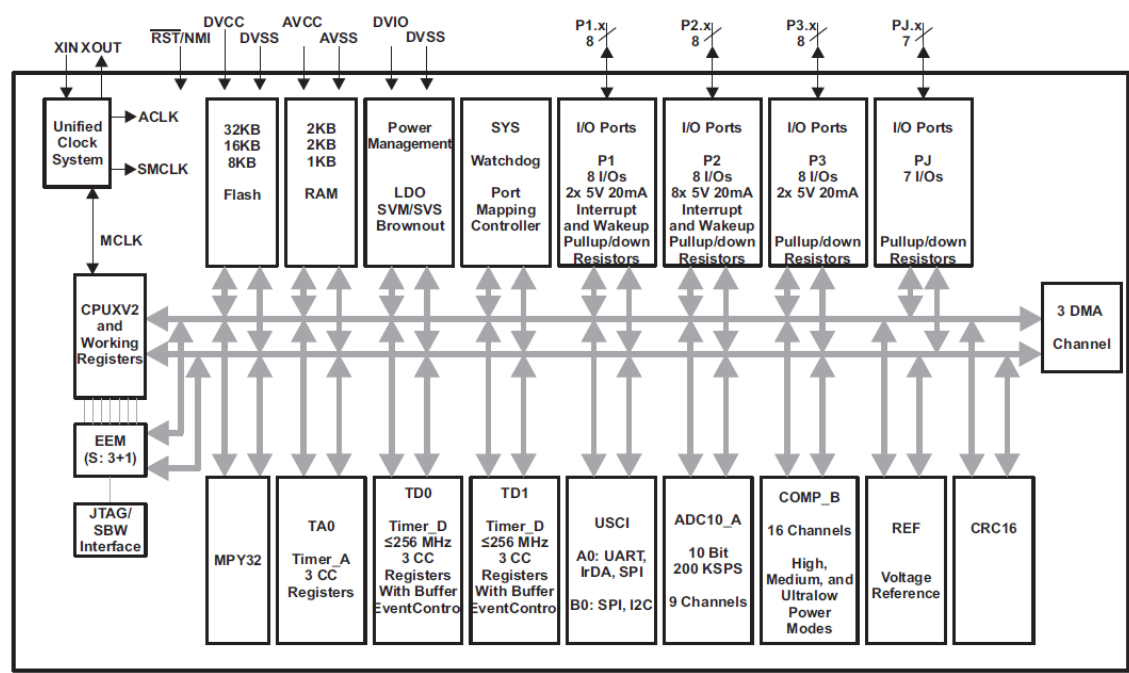 DVCC AVCC DVIO
RST/NMI DVSS AVSS DVSS
XIN XOUT
P1.x
8
P2.x
8
P3.x
8
PJ.x
7
Unified
Clock
System
ACLK
SMCLK
MCLK
32KB
16KB
8KB
Flash
2KB
2KB
1KB
RAM
Power
Management
LDO
SVM/SVS
Brownout
SYS
Watchdog
Port
Mapping
Controller
I/O Ports
P1
8 I/Os
2x 5V 20mA
Interrupt
and Wakeup
Pullup/down
Resistors
I/O Ports
P2
8 I/Os
8x 5V 20mA
Interrupt
and Wakeup
Pullup/down
Resistors
I/O Ports
P3
8 I/Os
2x 5V 20mA
Pullup/down
Resistors
I/O Ports
PJ
7 I/Os
Pullup/down
Resistors
CPUXV2
and
Working
Registers
3 DMA
Channel
EEM
(S: 3+1)
JTAG/
SBW
Interface
MPY32
TA0
Timer_A
3 CC
Registers
TD0
Timer_D
≤256 MHz
3 CC
Registers
With Buffer
EventControl
TD1
Timer_D
≤256 MHz
3 CC
Registers
With Buffer
EventControl
USCI
A0: UART,
IrDA, SPI
B0: SPI, I2C
ADC10_A
10 Bit
200 KSPS
9 Channels
COMP_B
16 Channels
High,
Medium, and
Ultralow
Power
Modes
REF
Voltage
Reference
CRC16